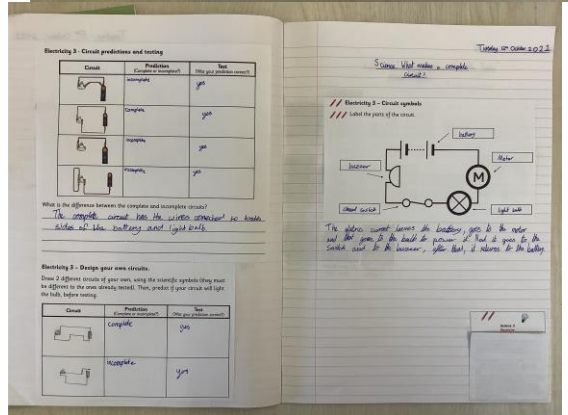 Electricity 3 - Circuit predictions and testing
Circuit
Prediction
(Complete or incomplete?)
Test
(Was your prediction correct?)
incomplete
yes
Complete
yes
incomplete
yes
incomplete
yes
What is the difference between the complete and incomplete circuits?
The complete circuit has the wires connected to both
sides of the battery and light bulb.
Electricity 3 - Design your own circuits.
Draw 2 different circuits of your own, using the scientific symbols (they must
be different to the ones already tested). Then, predict if your circuit will light
the bulb, before testing.
Circuit
Prediction
(Complete or incomplete?)
Test
(Was your prediction correct?)
Complete
yes
incomplete
yes
Tuesday October 2022
Science What makes a complete
circuit?
Electricity 3 - Circuit symbols
Label the parts of the circuit.
battery
Motor
buzzer
M
closed switch
light bulb
The electric current leaves the battery, goes to the motor
and that goes to the bulb to power it. And it goes to the
switch and to the buzzer, after that, it returns to the battery.